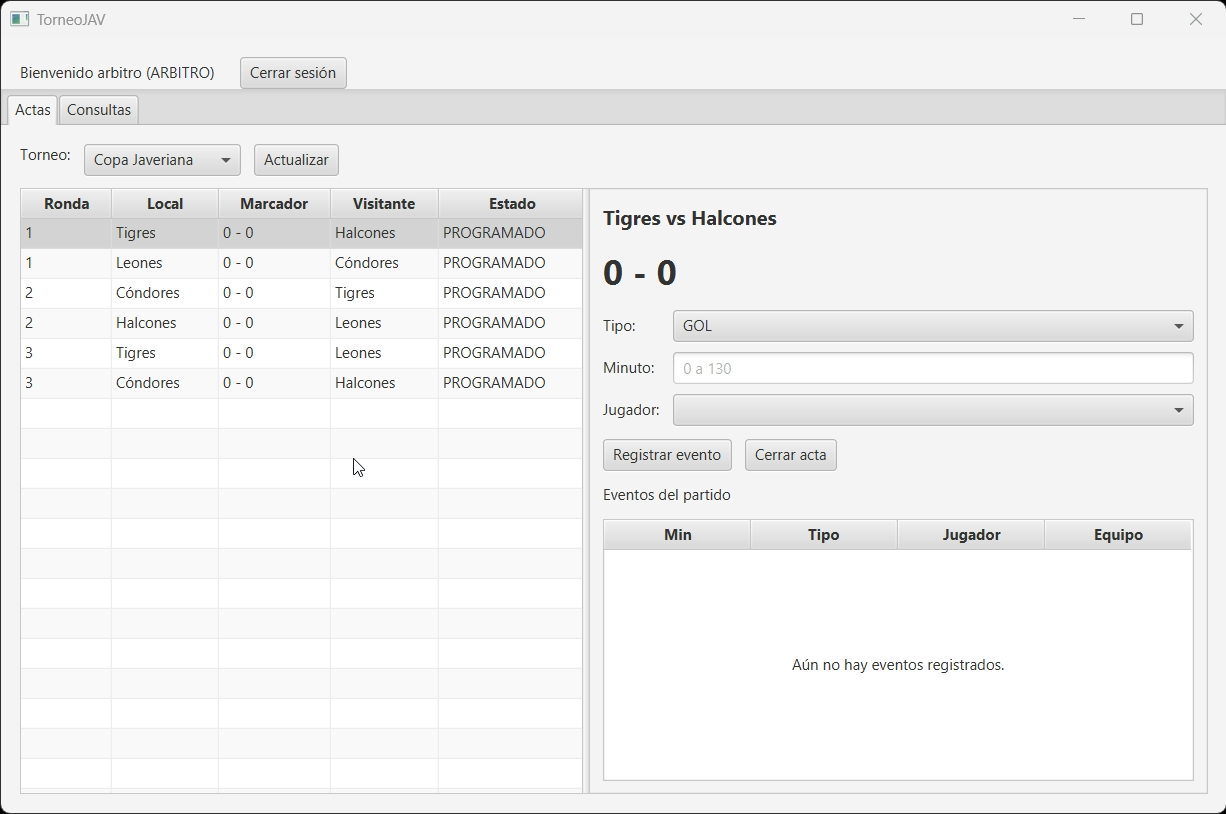 TorneoJAV
Bienvenido arbitro (ARBITRO) Cerrar sesión
Actas Consultas
Torneo: Copa Javeriana Actualizar
Ronda Local Marcador Visitante Estado
1 Tigres 0 - 0 Halcones PROGRAMADO
1 Leones 0 - 0 Cóndores PROGRAMADO
2 Cóndores 0 - 0 Tigres PROGRAMADO
2 Halcones 0 - 0 Leones PROGRAMADO
3 Tigres 0 - 0 Leones PROGRAMADO
3 Cóndores 0 - 0 Halcones PROGRAMADO
Tigres vs Halcones
0 - 0
Tipo: GOL
Minuto: 0 a 130
Jugador:
Registrar evento Cerrar acta
Eventos del partido
Min Tipo Jugador Equipo
Aún no hay eventos registrados.